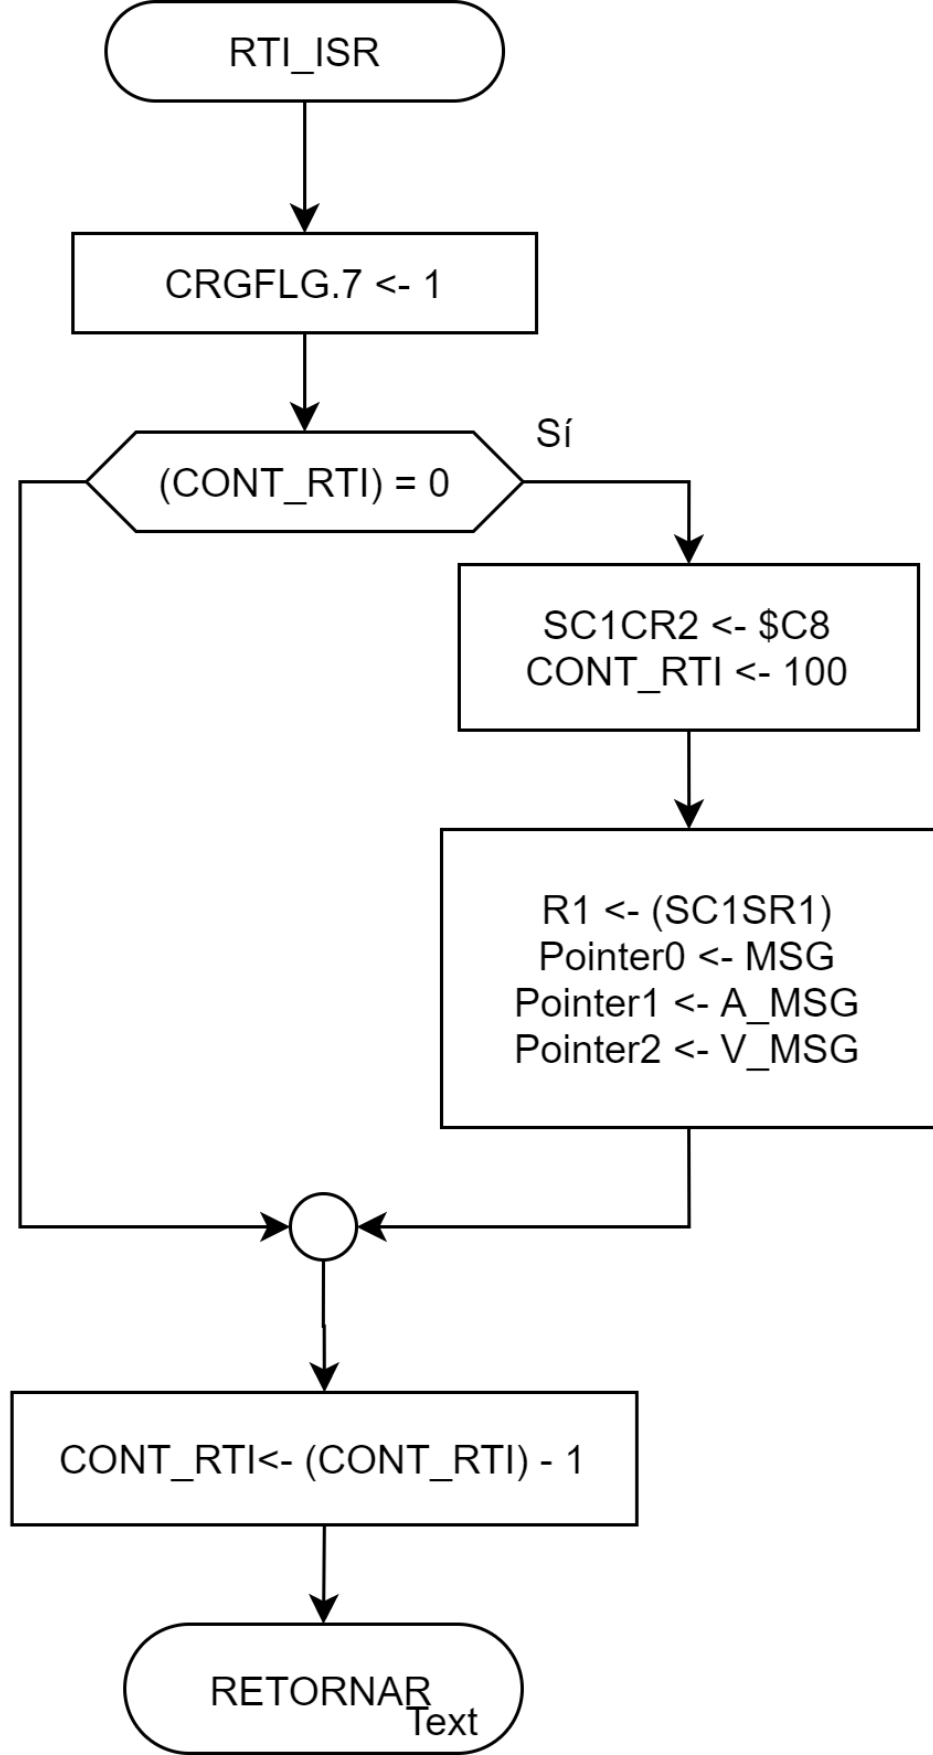 RTI_ISR
CRGFLG.7 <- 1
Sí
(CONT_RTI) = 0
SC1CR2 <- $C8
CONT_RTI <- 100
R1 <- (SC1SR1)
Pointer0 <- MSG
Pointer1 <- A_MSG
Pointer2 <- V_MSG
CONT_RTI<- (CONT_RTI) - 1
RETORNAR
Text